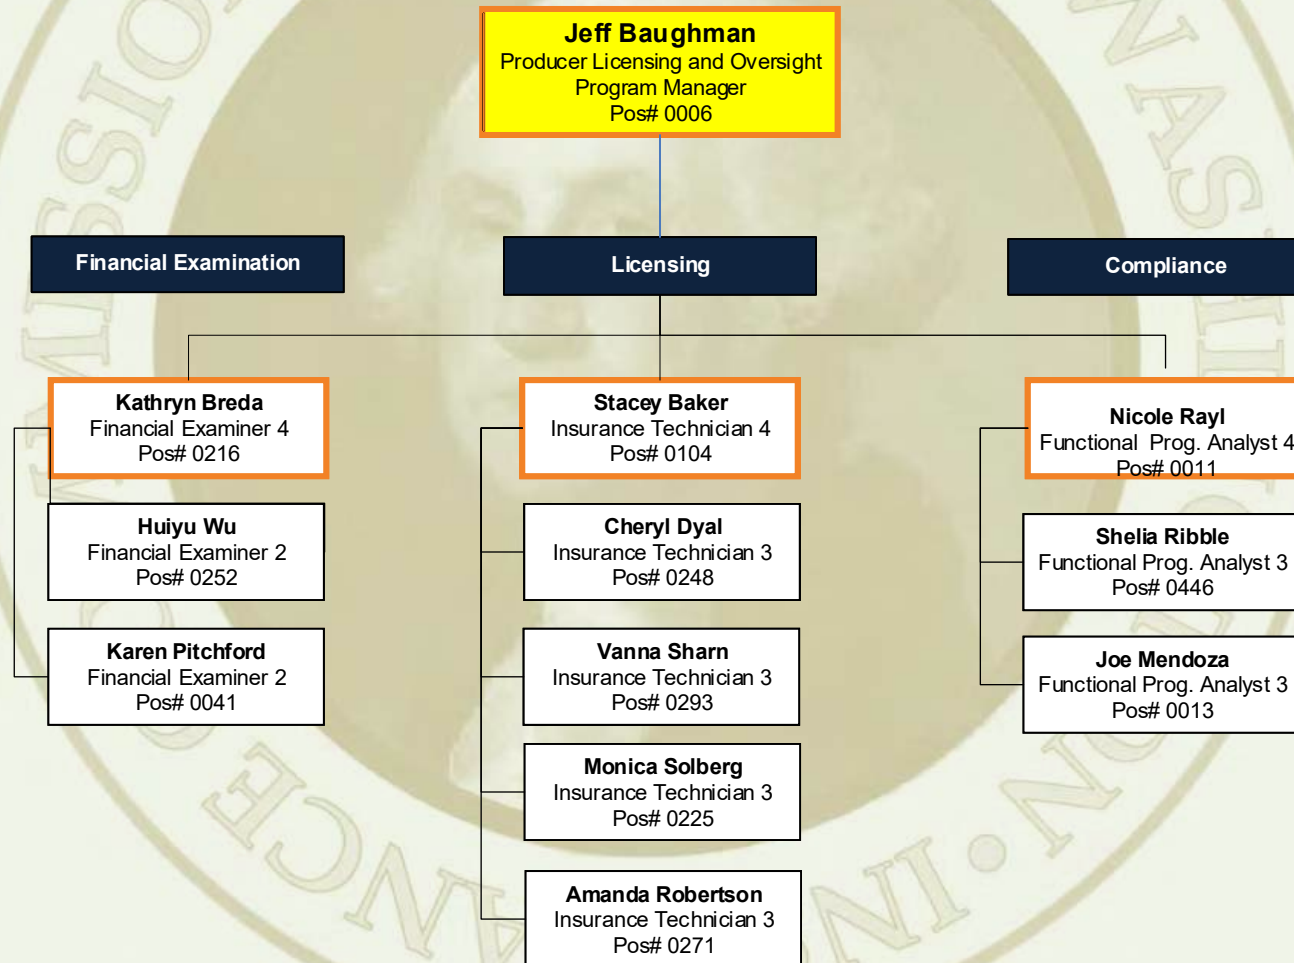 Jeff Baughman
Producer Licensing and Oversight
Program Manager
Pos# 0006
Financial Examination
Licensing
Compliance
Kathryn Breda
Financial Examiner 4
Pos# 0216
Huiyu Wu
Financial Examiner 2
Pos# 0252
Karen Pitchford
Financial Examiner 2
Pos# 0041
Stacey Baker
Insurance Technician 4
Pos# 0104
Cheryl Dyal
Insurance Technician 3
Pos# 0248
Vanna Sharn
Insurance Technician 3
Pos# 0293
Monica Solberg
Insurance Technician 3
Pos# 0225
Amanda Robertson
Insurance Technician 3
Pos# 0271
Nicole Rayl
Functional Prog. Analyst 4
Pos# 0011
Shelia Ribble
Functional Prog. Analyst 3
Pos# 0446
Joe Mendoza
Functional Prog. Analyst 3
Pos# 0013